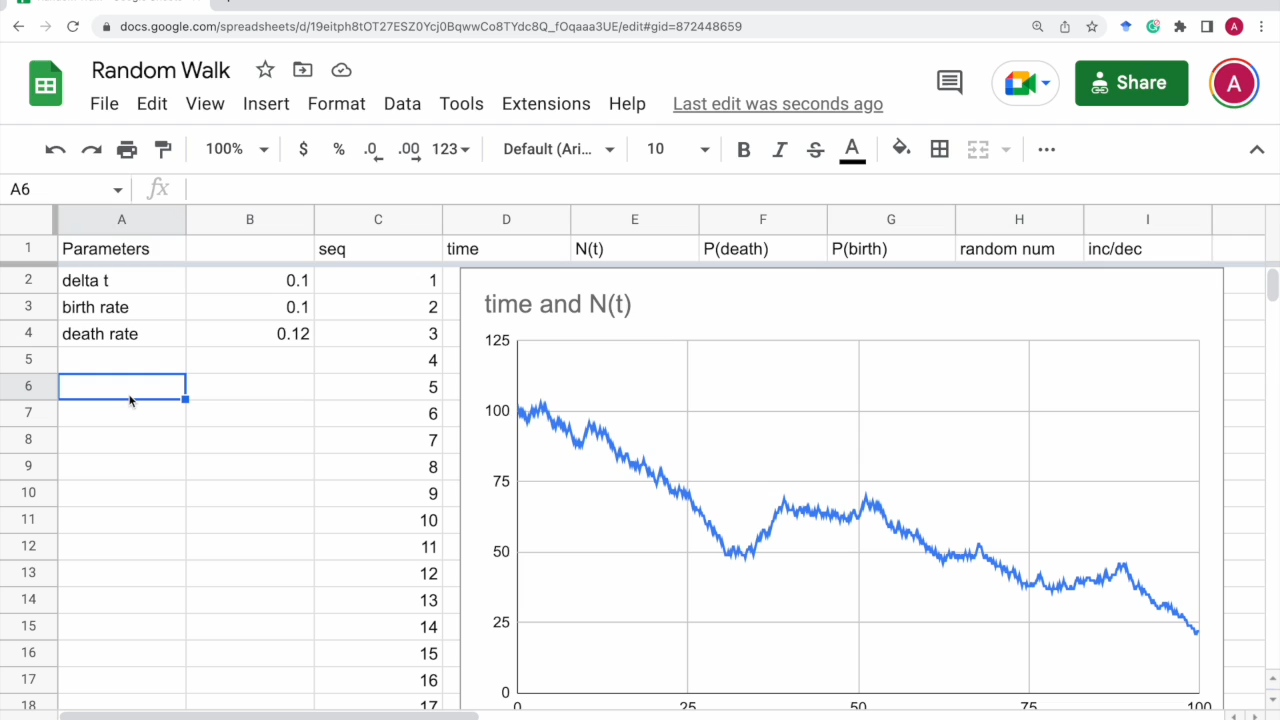 docs.google.com/spreadsheets/d/19eitph8tOT27ESZ0Ycj0BqwwCo8TYdc8Q_fOqaaa3UE/edit#gid=872448659
A
Random Walk
File Edit View Insert Format Data Tools Extensions Help Last edit was seconds ago
Share
A
100% $ % .0 .00 123 Default (Ari... 10 B I S A
A6 fx
A B C D E F G H I
1 Parameters seq time N(t) P(death) P(birth) random num inc/dec
2 delta t 0.1 1
3 birth rate 0.1 2
4 death rate 0.12 3
5 4
6 5
7 6
8 7
9 8
10 9
11 10
12 11
13 12
14 13
15 14
16 15
17 16
18 17
time and N(t)
125
100
75
50
25
0
0 25 50 75 100